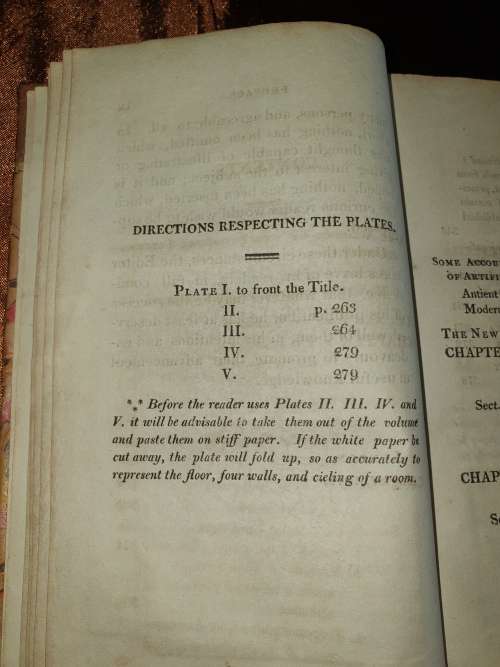 DIRECTIONS RESPECTING THE PLATES.
PLATE I. to front the Title.
II. p. 263
III. 264
IV. 279
V. 279
*** Before the reader uses Plates II. III. IV. and
V. it will be advisable to take them out of the volume
and paste them on stiff paper. If the white paper be
cut away, the plate will fold up, so as accurately to
represent the floor, four walls, and cieling of a room.
SOME ACCOU
OF ARTIFI
Antient
Modern
THE NEW
CHAPTE
Sect.
CHAP